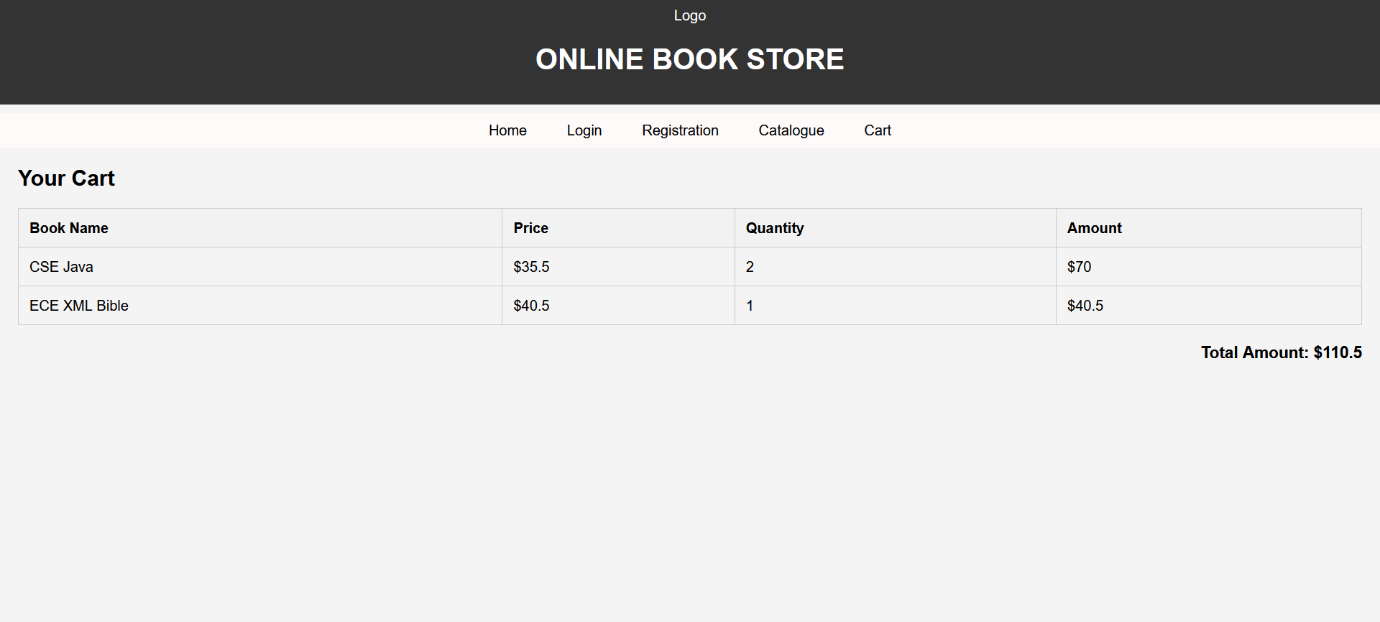 Logo
ONLINE BOOK STORE
Home Login Registration Catalogue Cart
Your Cart
Book Name Price Quantity Amount
CSE Java $35.5 2 $70
ECE XML Bible $40.5 1 $40.5
Total Amount: $110.5